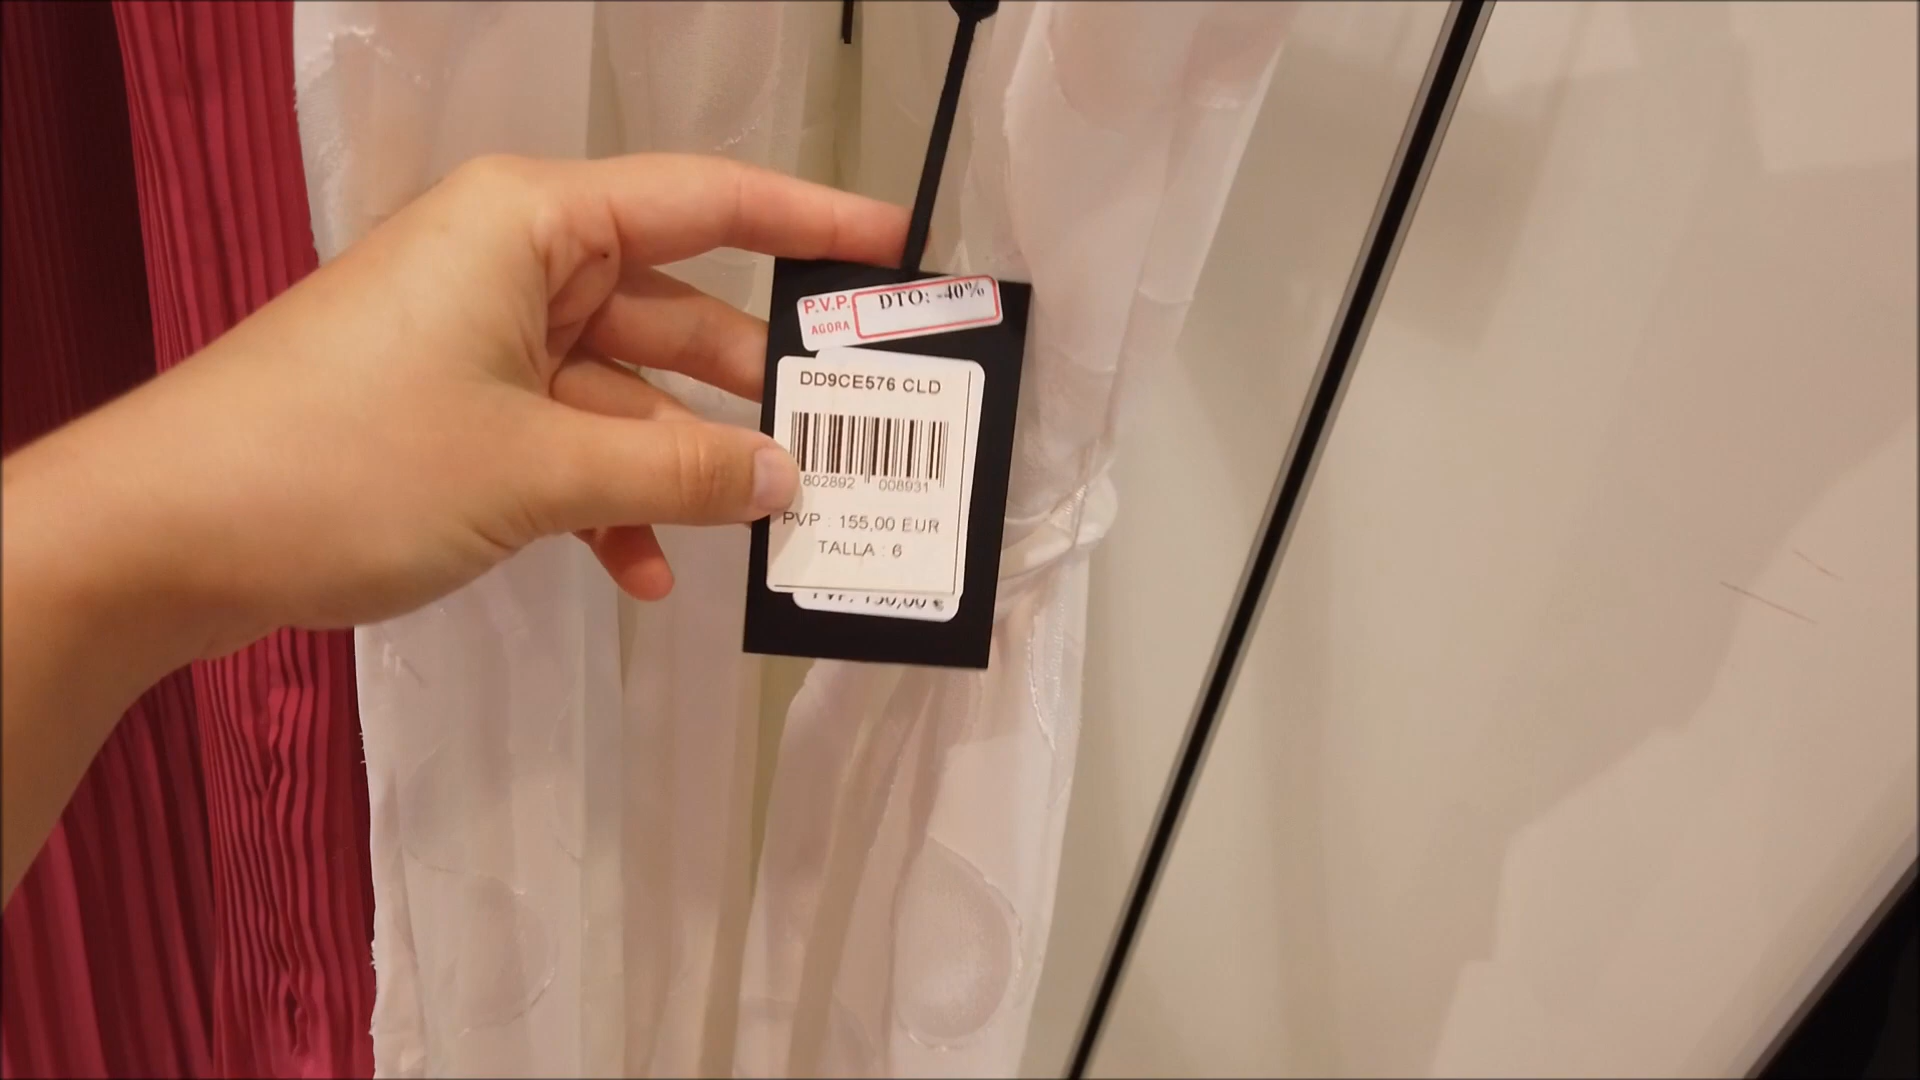 P.V.P. DTO: -40%
AGORA
DD9CE576 CLD
802892 008931
PVP : 155,00 EUR
TALLA : 6